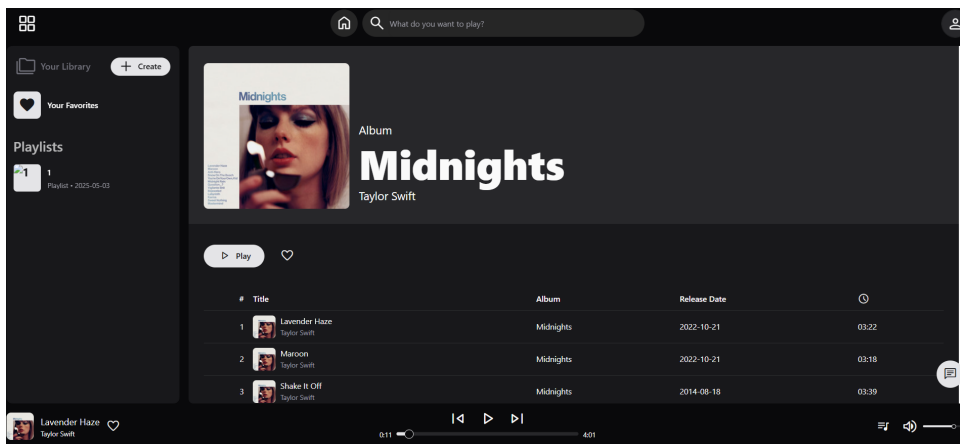 What do you want to play?
Your Library
Create
Your Favorites
Playlists
1
1
Playlist • 2025-05-03
Midnights
Album
Midnights
Taylor Swift
Play
# Title Album Release Date
1 Lavender Haze Midnights 2022-10-21 03:22
Taylor Swift
2 Maroon Midnights 2022-10-21 03:18
Taylor Swift
3 Shake It Off Midnights 2014-08-18 03:39
Taylor Swift
Lavender Haze
Taylor Swift
0:11 4:01